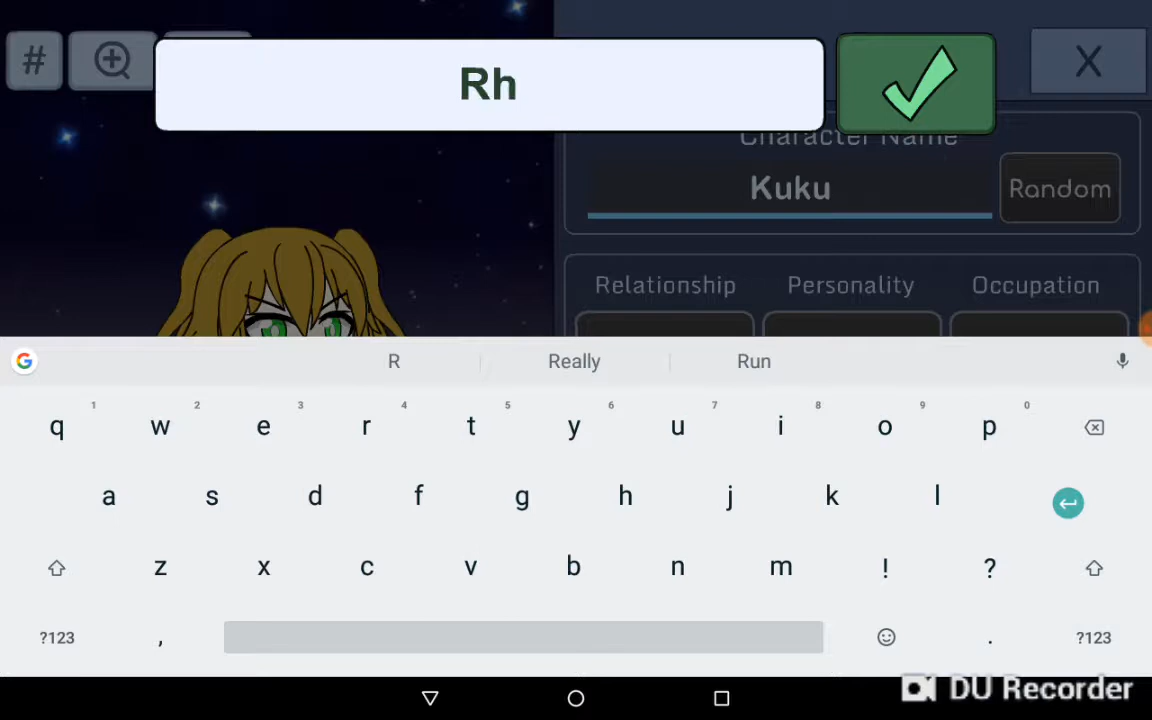 Rh
#
X
Character Name
Kuku
Random
Relationship Personality Occupation
G R Really Run
1 2 3 4 5 6 7 8 9 0
q w e r t y u i o p
a s d f g h j k l
z x c v b n m ! ?
?123 , . ?123
DU Recorder